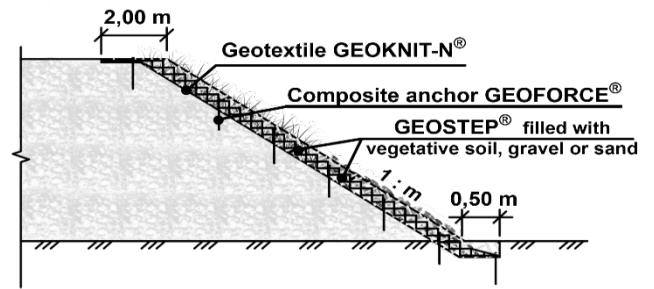 2,00 m
Geotextile GEOKNIT-N®
Composite anchor GEOFORCE®
GEOSTEP® filled with
vegetative soil, gravel or sand
1 : m
0,50 m